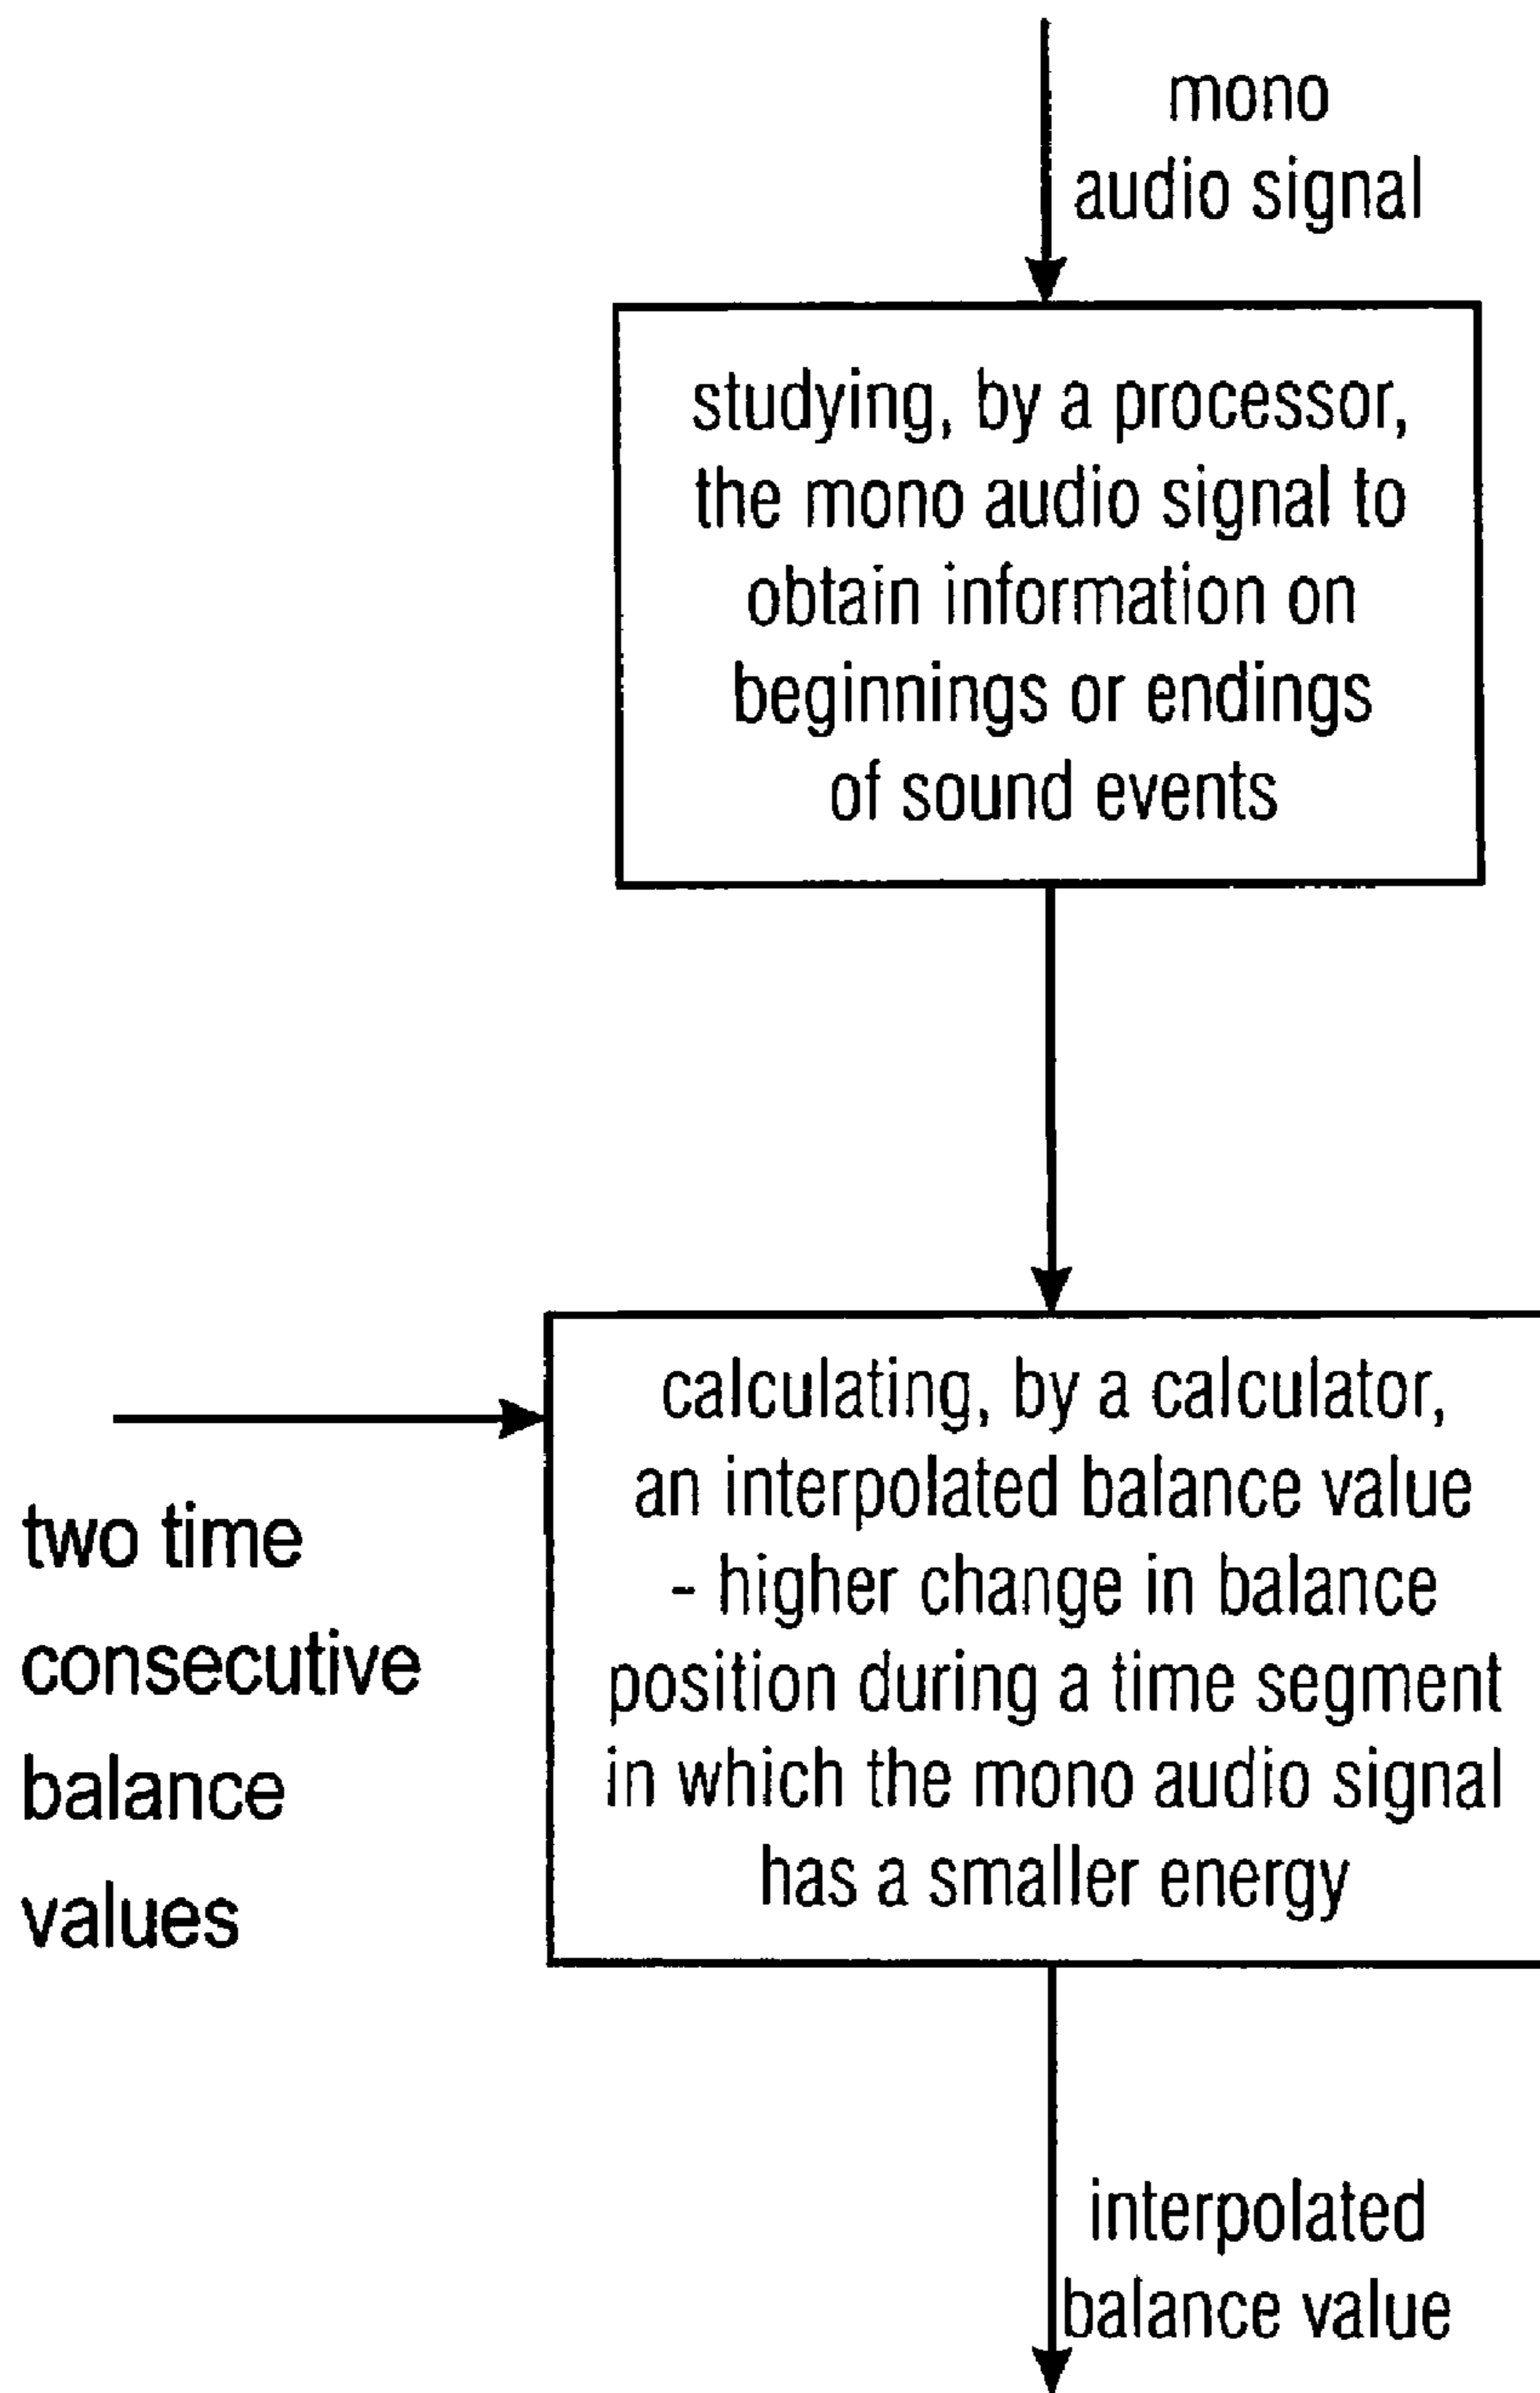 mono
audio signal
studying, by a processor,
the mono audio signal to
obtain information on
beginnings or endings
of sound events
two time
consecutive
balance
values
calculating, by a calculator,
an interpolated balance value
- higher change in balance
position during a time segment
in which the mono audio signal
has a smaller energy
interpolated
balance value